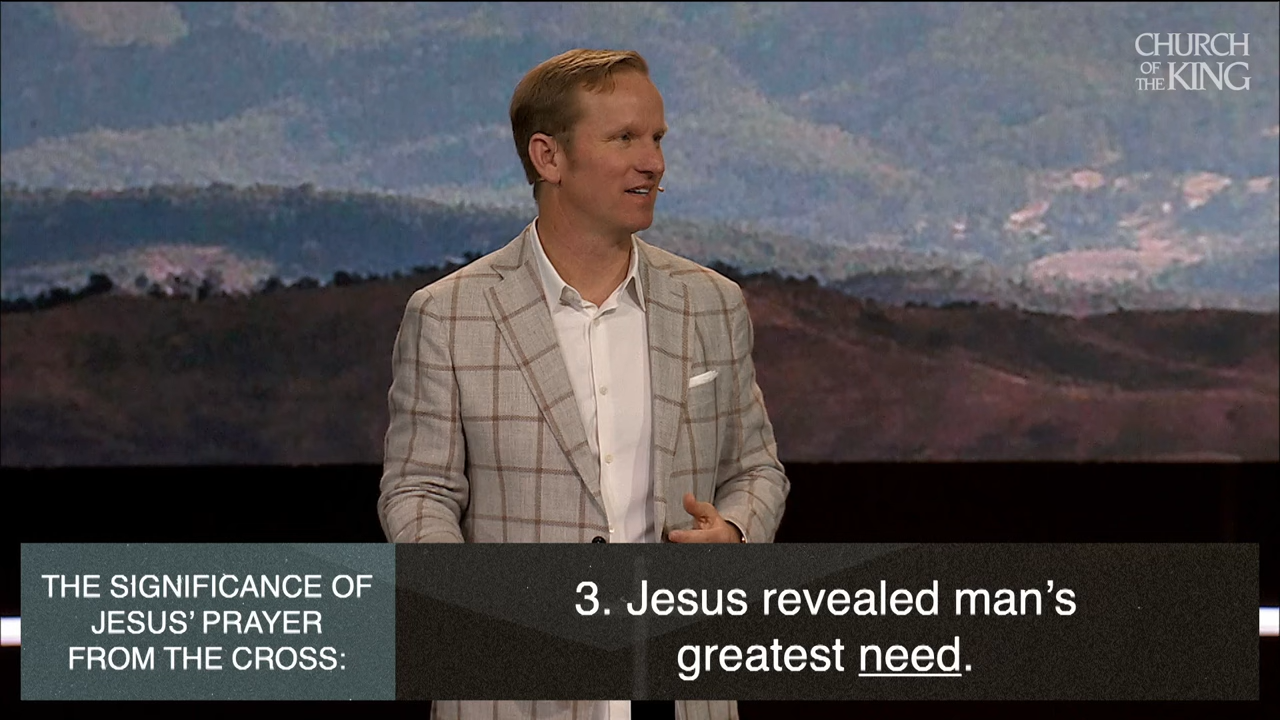 CHURCH
OF
THE KING
THE SIGNIFICANCE OF
JESUS’ PRAYER
FROM THE CROSS:
3. Jesus revealed man’s
greatest need.